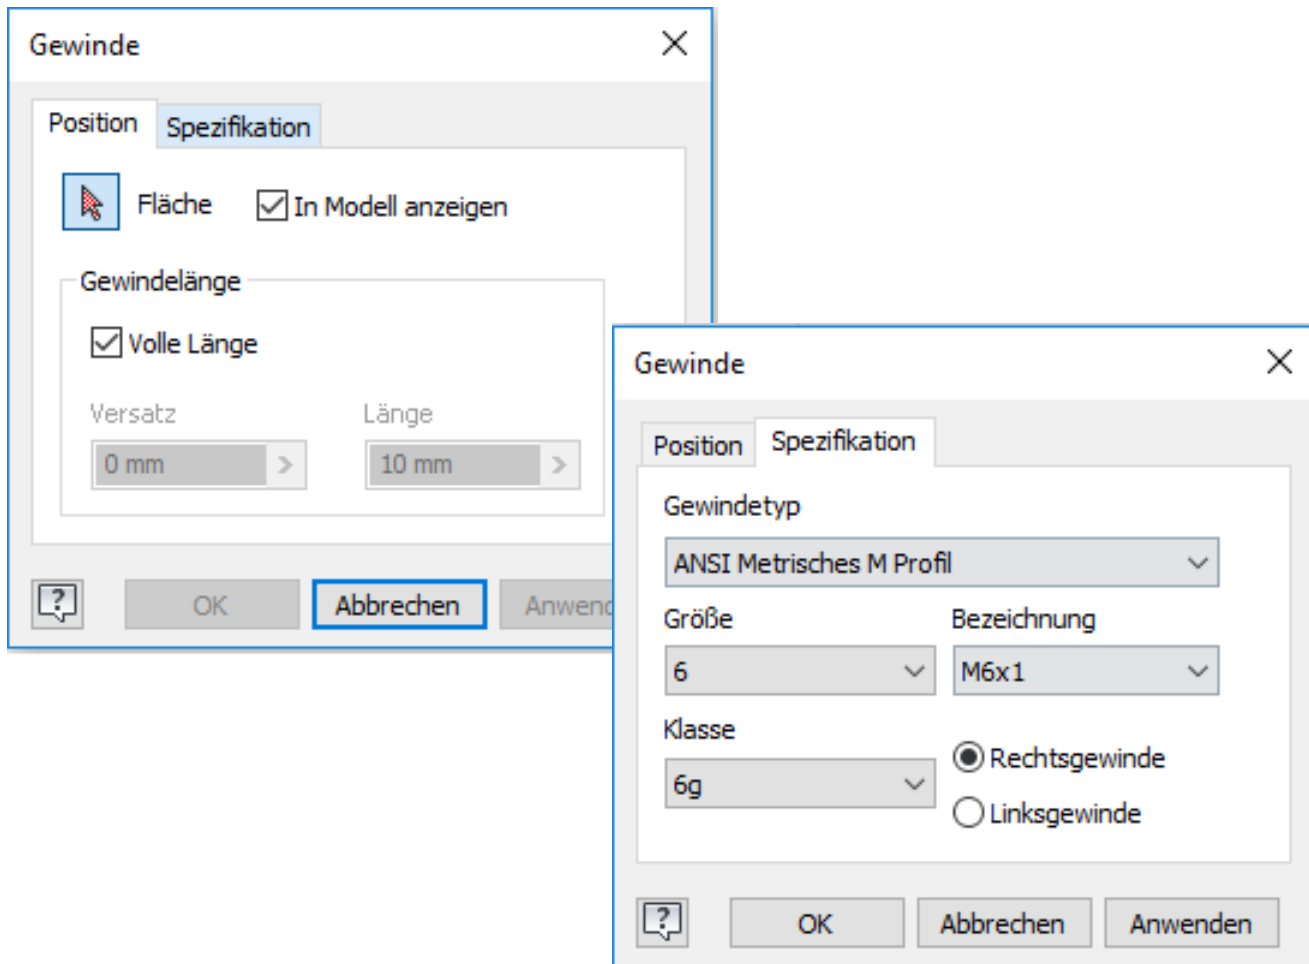 Gewinde
Position Spezifikation
Fläche In Modell anzeigen
Gewindelänge
Volle Länge
Versatz Länge
0 mm 10 mm
OK Abbrechen
Gewinde
Position Spezifikation
Gewindetyp
ANSI Metrisches M Profil
Größe Bezeichnung
6 M6x1
Klasse
6g
Rechtsgewinde
Linksgewinde
OK Abbrechen Anwenden